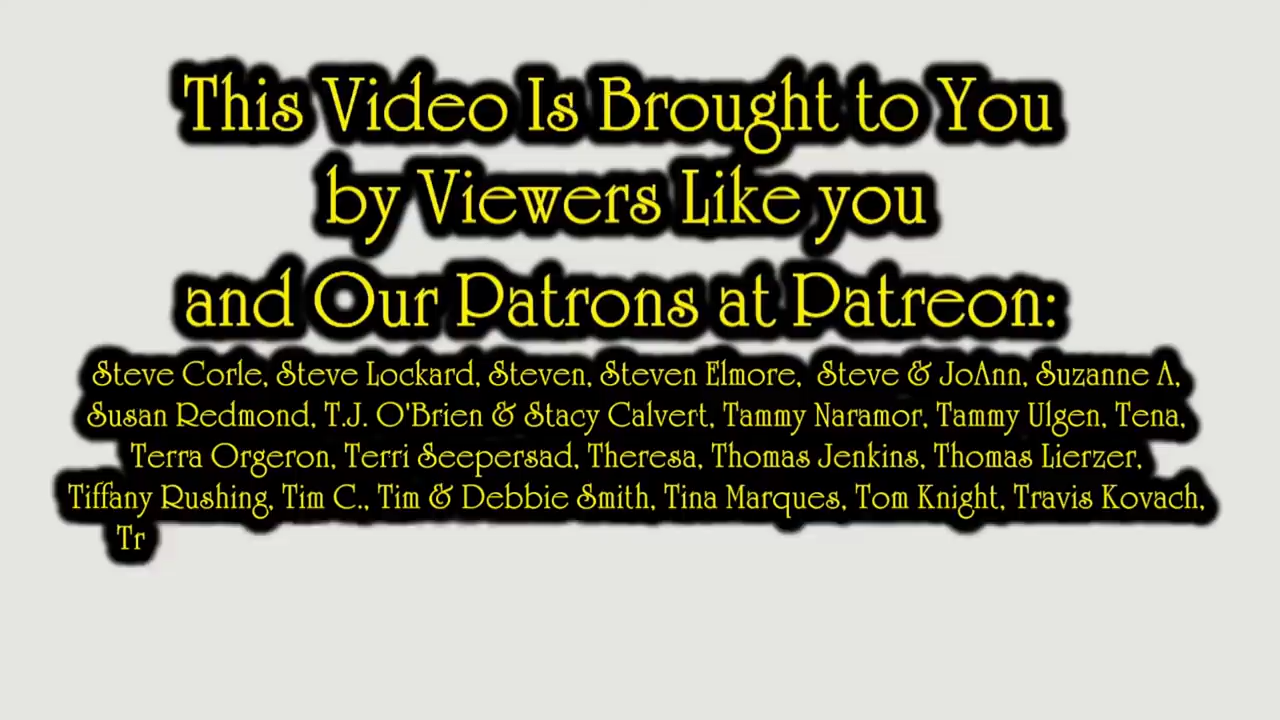 This Video Is Brought to You
by Viewers Like you
and Our Patrons at Patreon:
Steve Corle, Steve Lockard, Steven, Steven Elmore,  Steve & JoAnn, Suzanne A,
Susan Redmond, T.J. O'Brien & Stacy Calvert, Tammy Naramor, Tammy Ulgen, Tena,
Terra Orgeron, Terri Seepersad, Theresa, Thomas Jenkins, Thomas Lierzer,
Tiffany Rushing, Tim C., Tim & Debbie Smith, Tina Marques, Tom Knight, Travis Kovach,
Tr